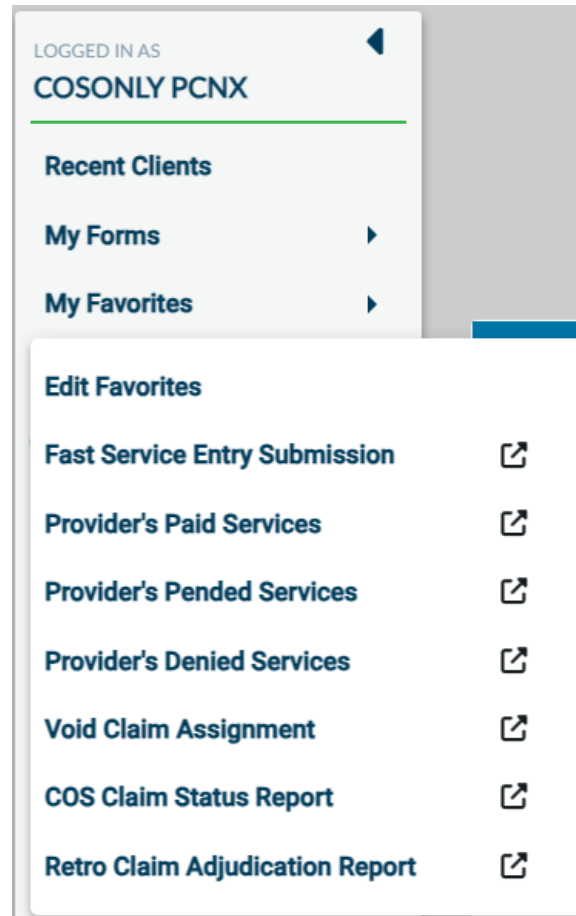 LOGGED IN AS
COSONLY PCNX
Recent Clients
My Forms
My Favorites
Edit Favorites
Fast Service Entry Submission
Provider's Paid Services
Provider's Pended Services
Provider's Denied Services
Void Claim Assignment
COS Claim Status Report
Retro Claim Adjudication Report